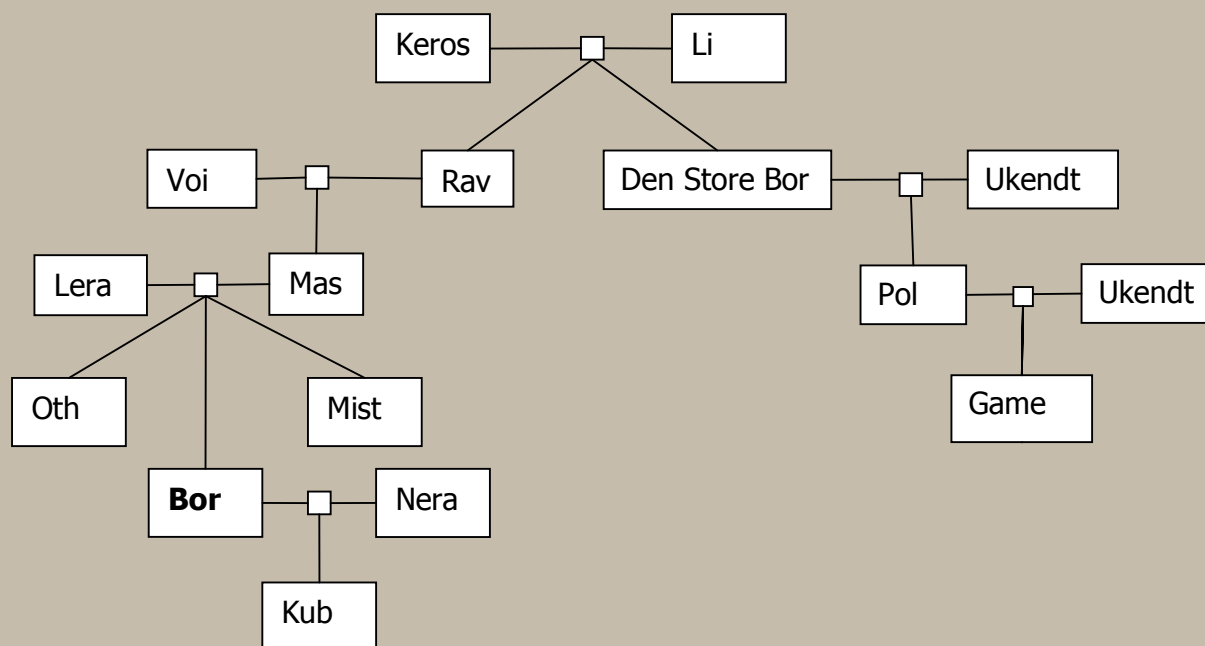 Keros
Li
Voi
Rav
Den Store Bor
Ukendt
Lera
Mas
Pol
Ukendt
Oth
Mist
Game
Bor
Nera
Kub